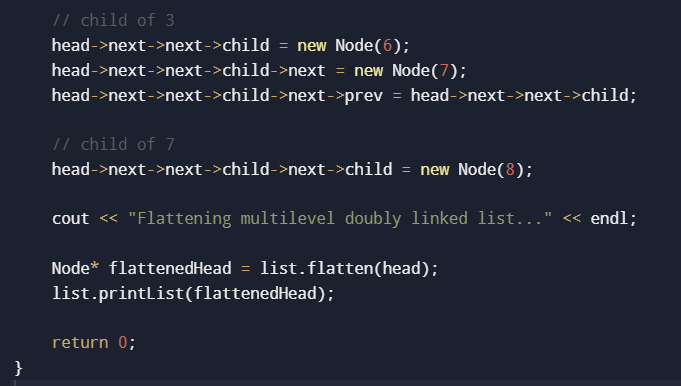 // child of 3
head->next->next->child = new Node(6);
head->next->next->child->next = new Node(7);
head->next->next->child->next->prev = head->next->next->child;
// child of 7
head->next->next->child->next->child = new Node(8);
cout << "Flattening multilevel doubly linked list..." << endl;
Node* flattenedHead = list.flatten(head);
list.printList(flattenedHead);
return 0;
}